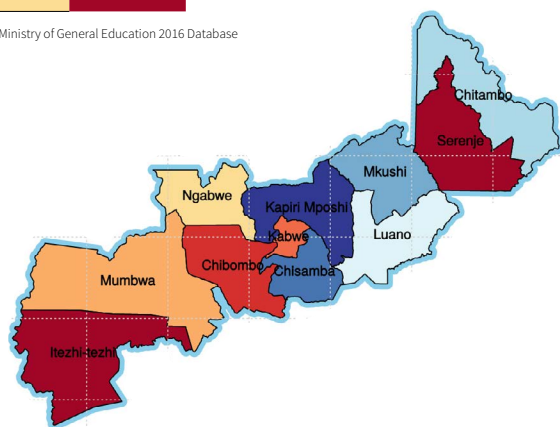 Ministry of General Education 2016 Database
Chitambo
Serenje
Mkushi
Ngabwe
Kapiri Mposhi
Luano
Kabwe
Chibombo
Chisamba
Mumbwa
Itezhi-tezhi